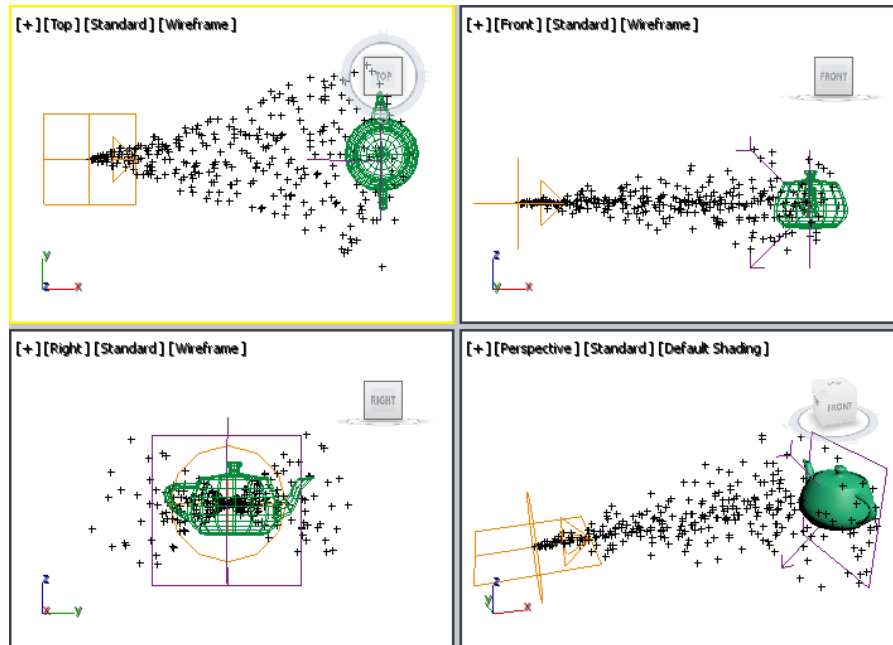 [+] [Top] [Standard] [Wireframe]
TOP
y
z
x
[+] [Front] [Standard] [Wireframe]
FRONT
z
y
x
[+] [Right] [Standard] [Wireframe]
RIGHT
z
x
y
[+] [Perspective] [Standard] [Default Shading]
FRONT
z
y
x